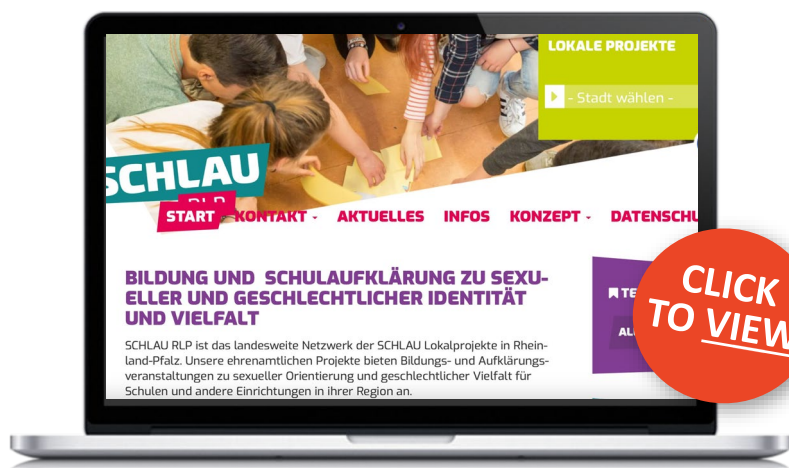 LOKALE PROJEKTE
- Stadt wählen -
SCHLAU
RLP
START KONTAKT - AKTUELLES INFOS KONZEPT -
BILDUNG UND SCHULAUFKLÄRUNG ZU SEXU-
ELLER UND GESCHLECHTLICHER IDENTITÄT
UND VIELFALT
SCHLAU RLP ist das landesweite Netzwerk der SCHLAU Lokalprojekte in Rhein-
land-Pfalz. Unsere ehrenamtlichen Projekte bieten Bildungs- und Aufklärungs-
veranstaltungen zu sexueller Orientierung und geschlechtlicher Vielfalt für
Schulen und andere Einrichtungen in ihrer Region an.
CLICK
TO VIEW